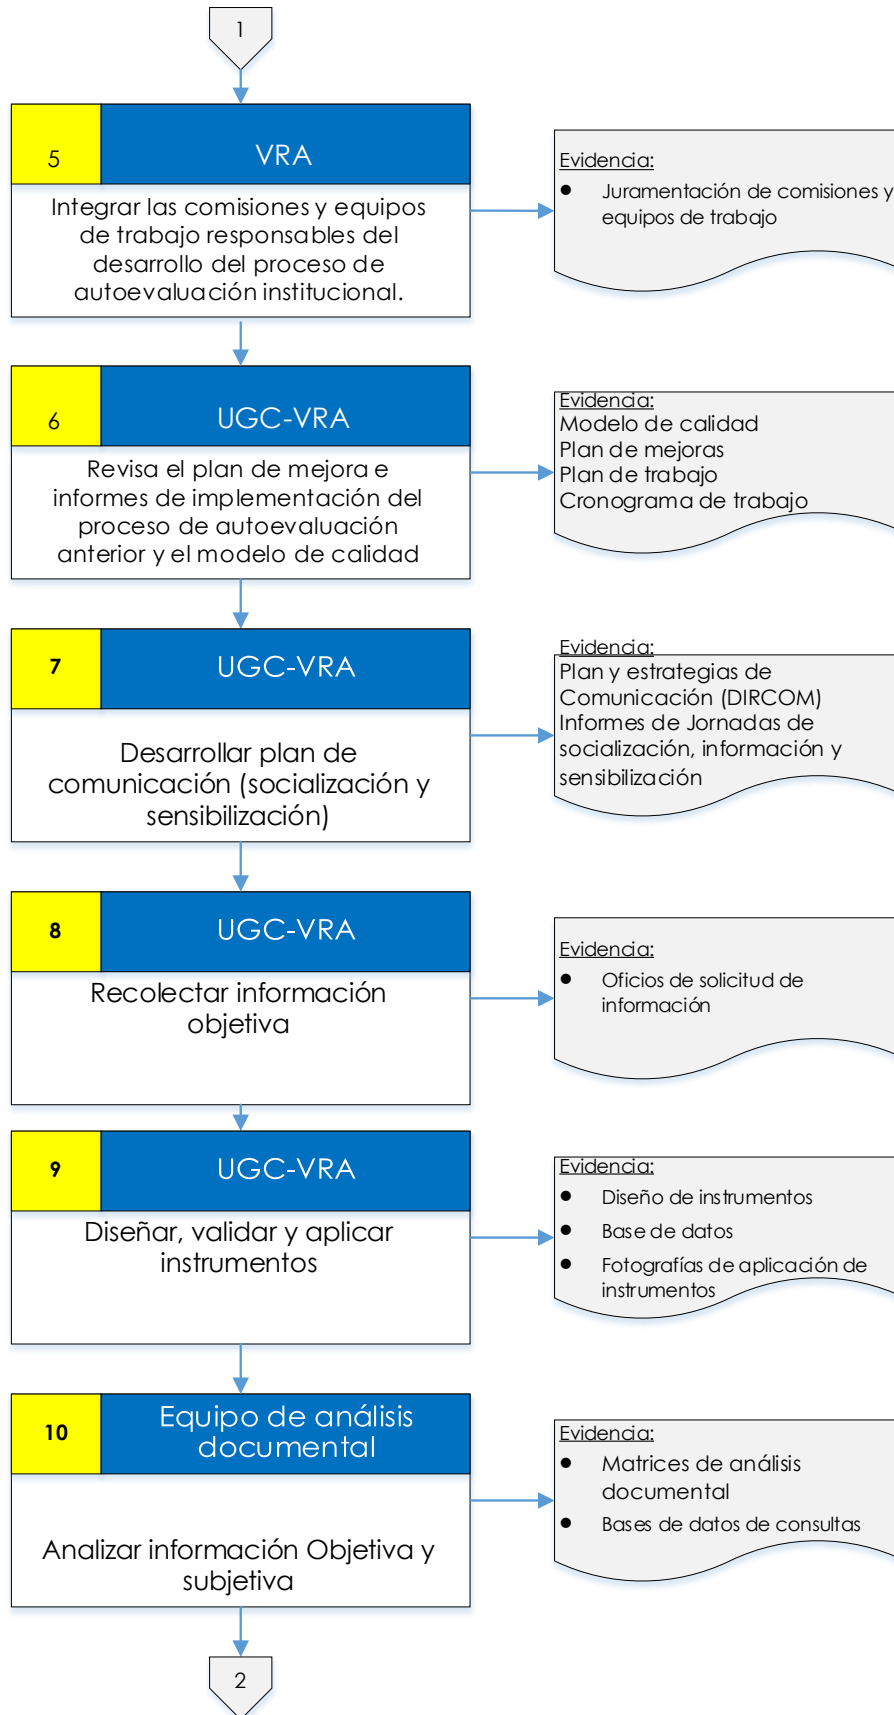 1
5
VRA
Integrar las comisiones y equipos
de trabajo responsables del
desarrollo del proceso de
autoevaluación institucional.
Evidencia:
● Juramentación de comisiones y
equipos de trabajo
6
UGC-VRA
Revisa el plan de mejora e
informes de implementación del
proceso de autoevaluación
anterior y el modelo de calidad
Evidencia:
Modelo de calidad
Plan de mejoras
Plan de trabajo
Cronograma de trabajo
7
UGC-VRA
Desarrollar plan de
comunicación (socialización y
sensibilización)
Evidencia:
Plan y estrategias de
Comunicación (DIRCOM)
Informes de Jornadas de
socialización, información y
sensibilización
8
UGC-VRA
Recolectar información
objetiva
Evidencia:
● Oficios de solicitud de
información
9
UGC-VRA
Diseñar, validar y aplicar
instrumentos
Evidencia:
● Diseño de instrumentos
● Base de datos
● Fotografías de aplicación de
instrumentos
10
Equipo de análisis
documental
Analizar información Objetiva y
subjetiva
Evidencia:
● Matrices de análisis
documental
● Bases de datos de consultas
2